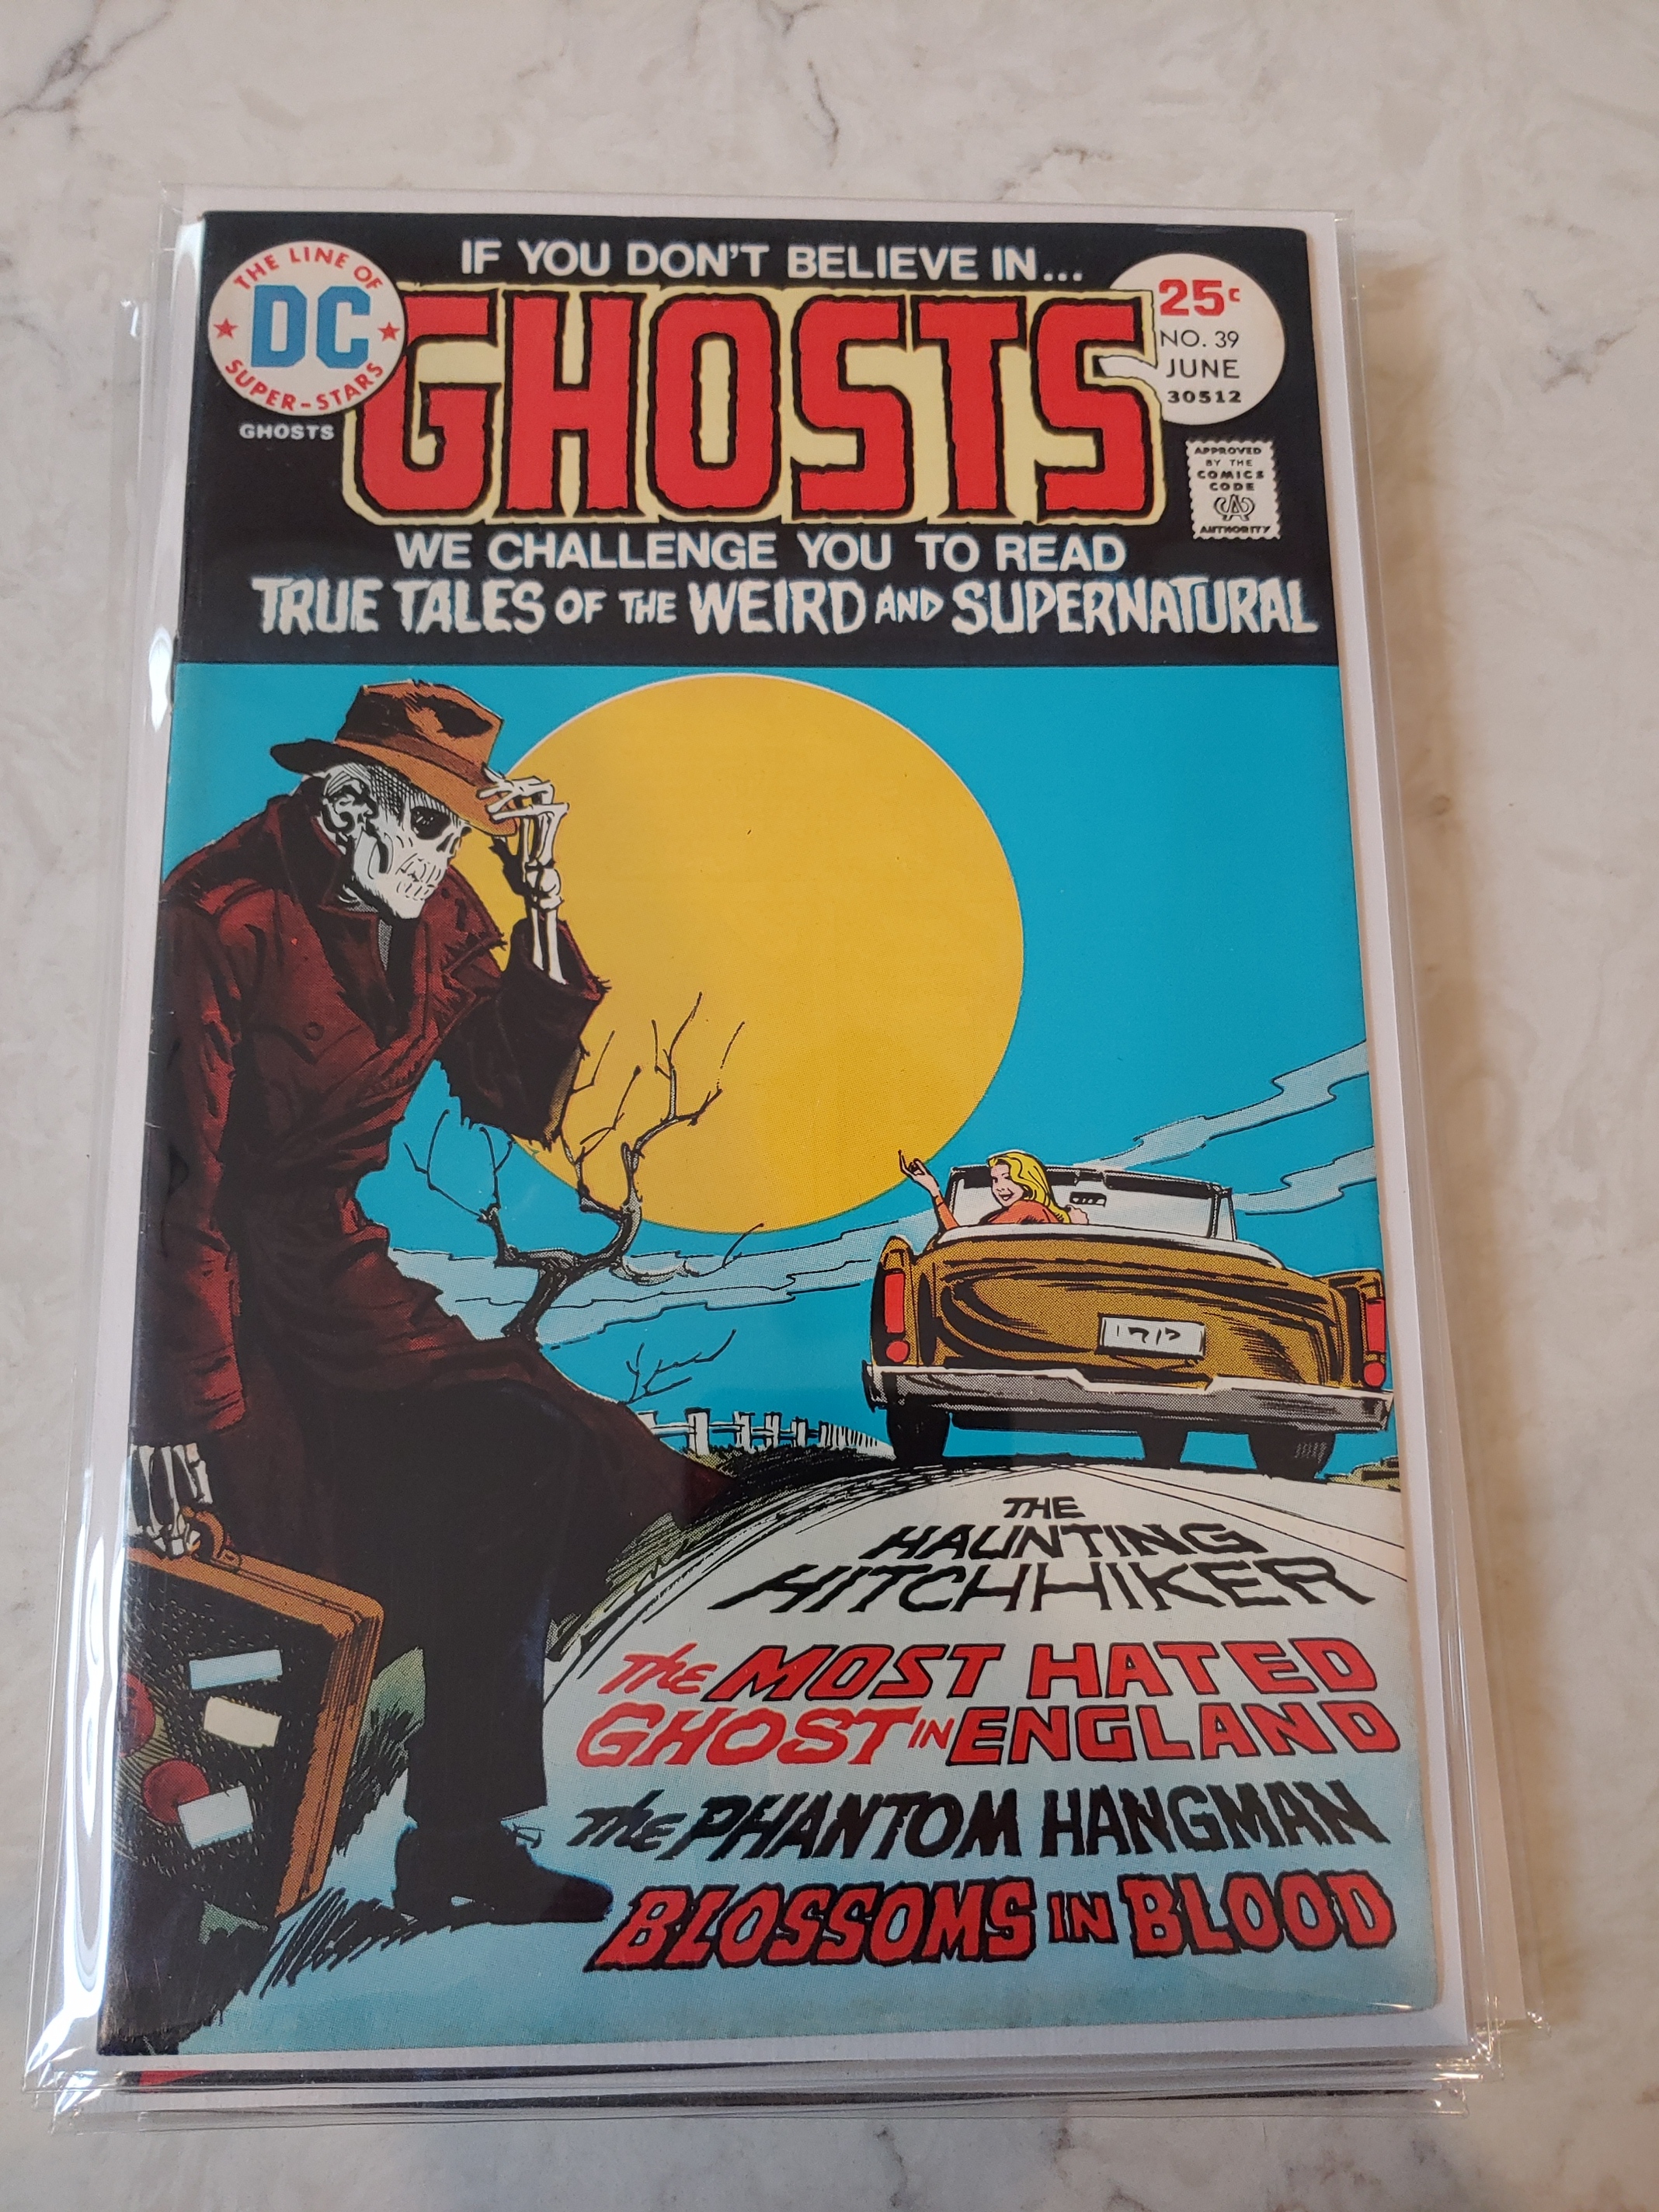 IF YOU DON'T BELIEVE IN...
THE LINE OF
DC
SUPER-STARS
GHOSTS
GHOSTS
25c
NO. 39
JUNE
30512
APPROVED
BY THE
COMICS
CODE
CA
AUTHORITY
WE CHALLENGE YOU TO READ
TRUE TALES OF THE WEIRD AND SUPERNATURAL
THE
HAUNTING
HITCHHIKER
The MOST HATED
GHOST IN ENGLAND
The PHANTOM HANGMAN
BLOSSOMS IN BLOOD